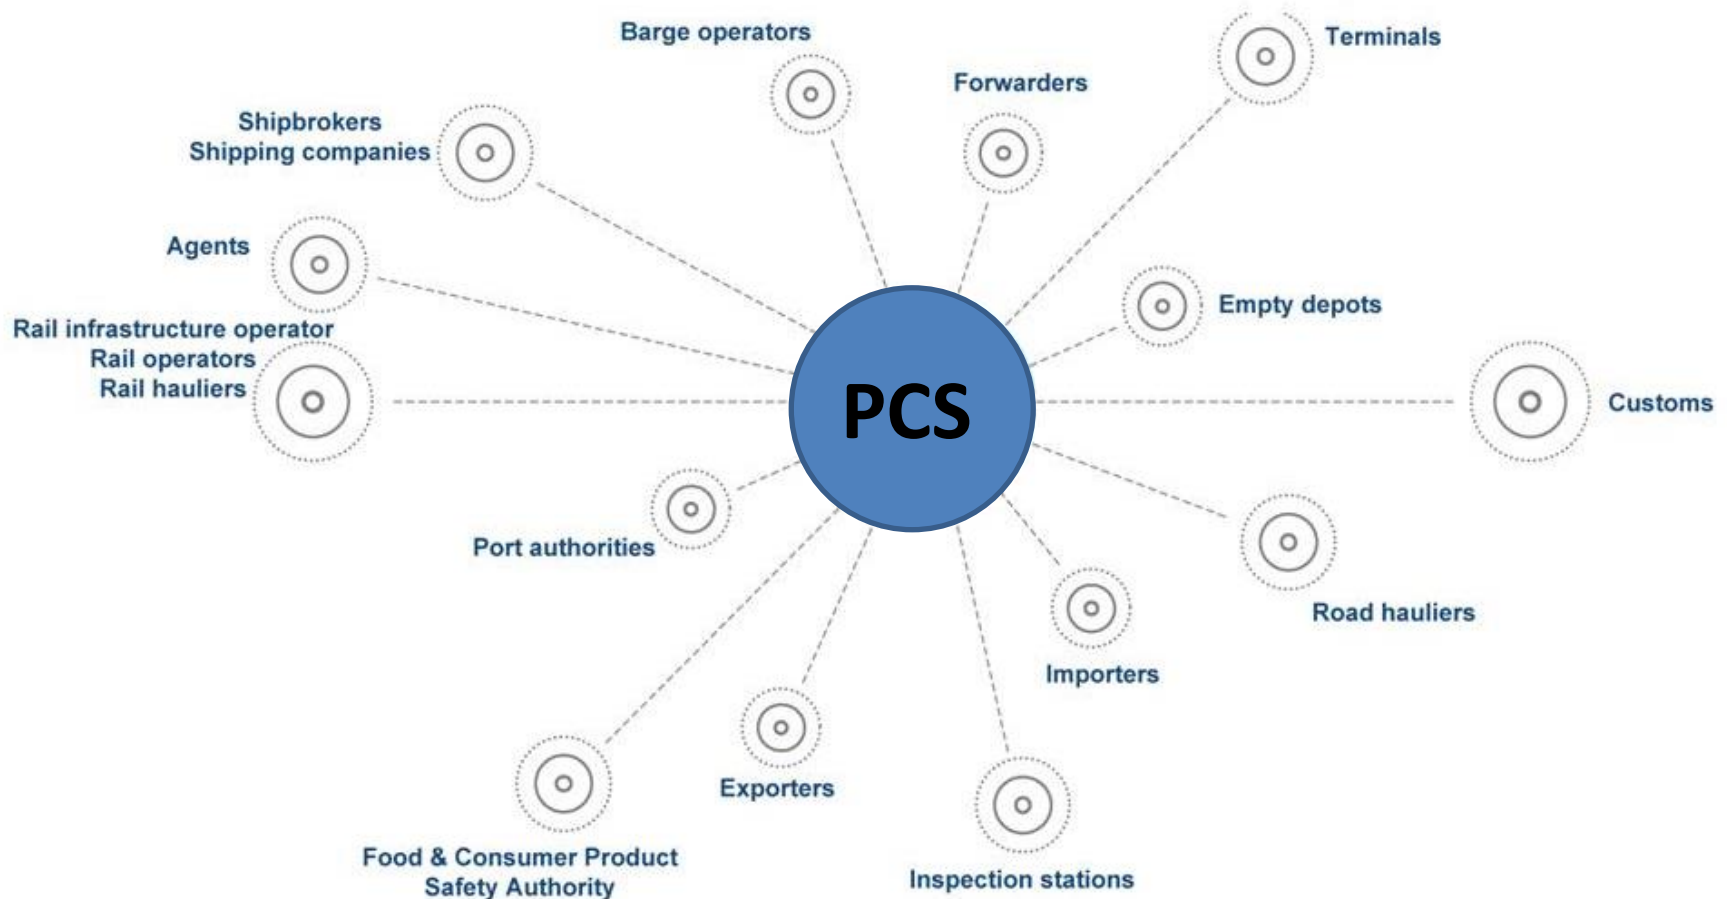 Barge operators
Terminals
Forwarders
Shipbrokers
Shipping companies
Agents
Empty depots
Rail infrastructure operator
Rail operators
Rail hauliers
PCS
Customs
Port authorities
Road hauliers
Importers
Exporters
Food & Consumer Product
Safety Authority
Inspection stations